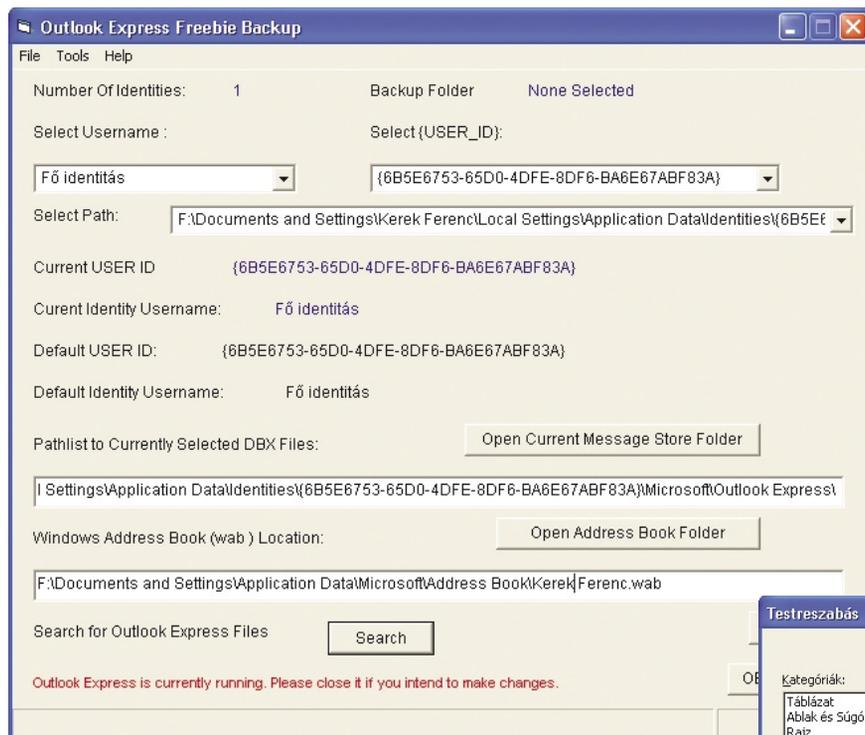 Outlook Express Freebie Backup
File Tools Help
Number Of Identities: 1 Backup Folder None Selected
Select Username : Select {USER_ID}:
Fő identitás {6B5E6753-65D0-4DFE-8DF6-BA6E67ABF83A}
Select Path: F:\Documents and Settings\Kerek Ferenc\Local Settings\Application Data\Identities\{6B5E6
Current USER ID {6B5E6753-65D0-4DFE-8DF6-BA6E67ABF83A}
Curent Identity Username: Fő identitás
Default USER ID: {6B5E6753-65D0-4DFE-8DF6-BA6E67ABF83A}
Default Identity Username: Fő identitás
Pathlist to Currently Selected DBX Files: Open Current Message Store Folder
l Settings\Application Data\Identities\{6B5E6753-65D0-4DFE-8DF6-BA6E67ABF83A}\Microsoft\Outlook Express\
Windows Address Book (wab ) Location: Open Address Book Folder
F:\Documents and Settings\Application Data\Microsoft\Address Book\Kerek Ferenc.wab
Search for Outlook Express Files Search
Outlook Express is currently running. Please close it if you intend to make changes.
Testreszabás
Kategóriák:
Táblázat
Ablak és Súgó
Rajz